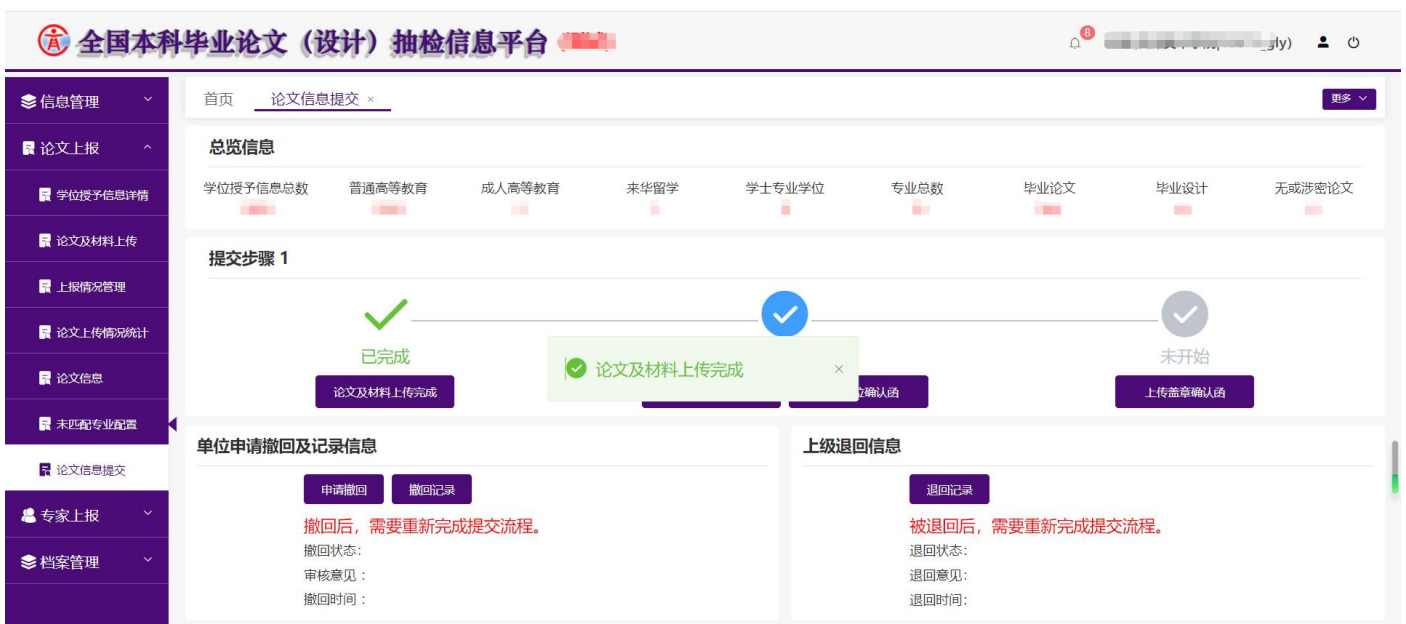 全国本科毕业论文（设计）抽检信息平台
8
gly)
信息管理
论文上报
学位授予信息详情
论文及材料上传
上报情况管理
论文上传情况统计
论文信息
未匹配专业配置
论文信息提交
专家上报
档案管理
首页 论文信息提交 ×
更多
总览信息
学位授予信息总数 普通高等教育 成人高等教育 来华留学 学士专业学位 专业总数 毕业论文 毕业设计 无或涉密论文
提交步骤 1
已完成
未开始
论文及材料上传完成 ×
论文及材料上传完成
确认函
上传盖章确认函
单位申请撤回及记录信息
申请撤回 撤回记录
撤回后，需要重新完成提交流程。
撤回状态：
审核意见：
撤回时间：
上级退回信息
退回记录
被退回后，需要重新完成提交流程。
退回状态：
退回意见：
退回时间：